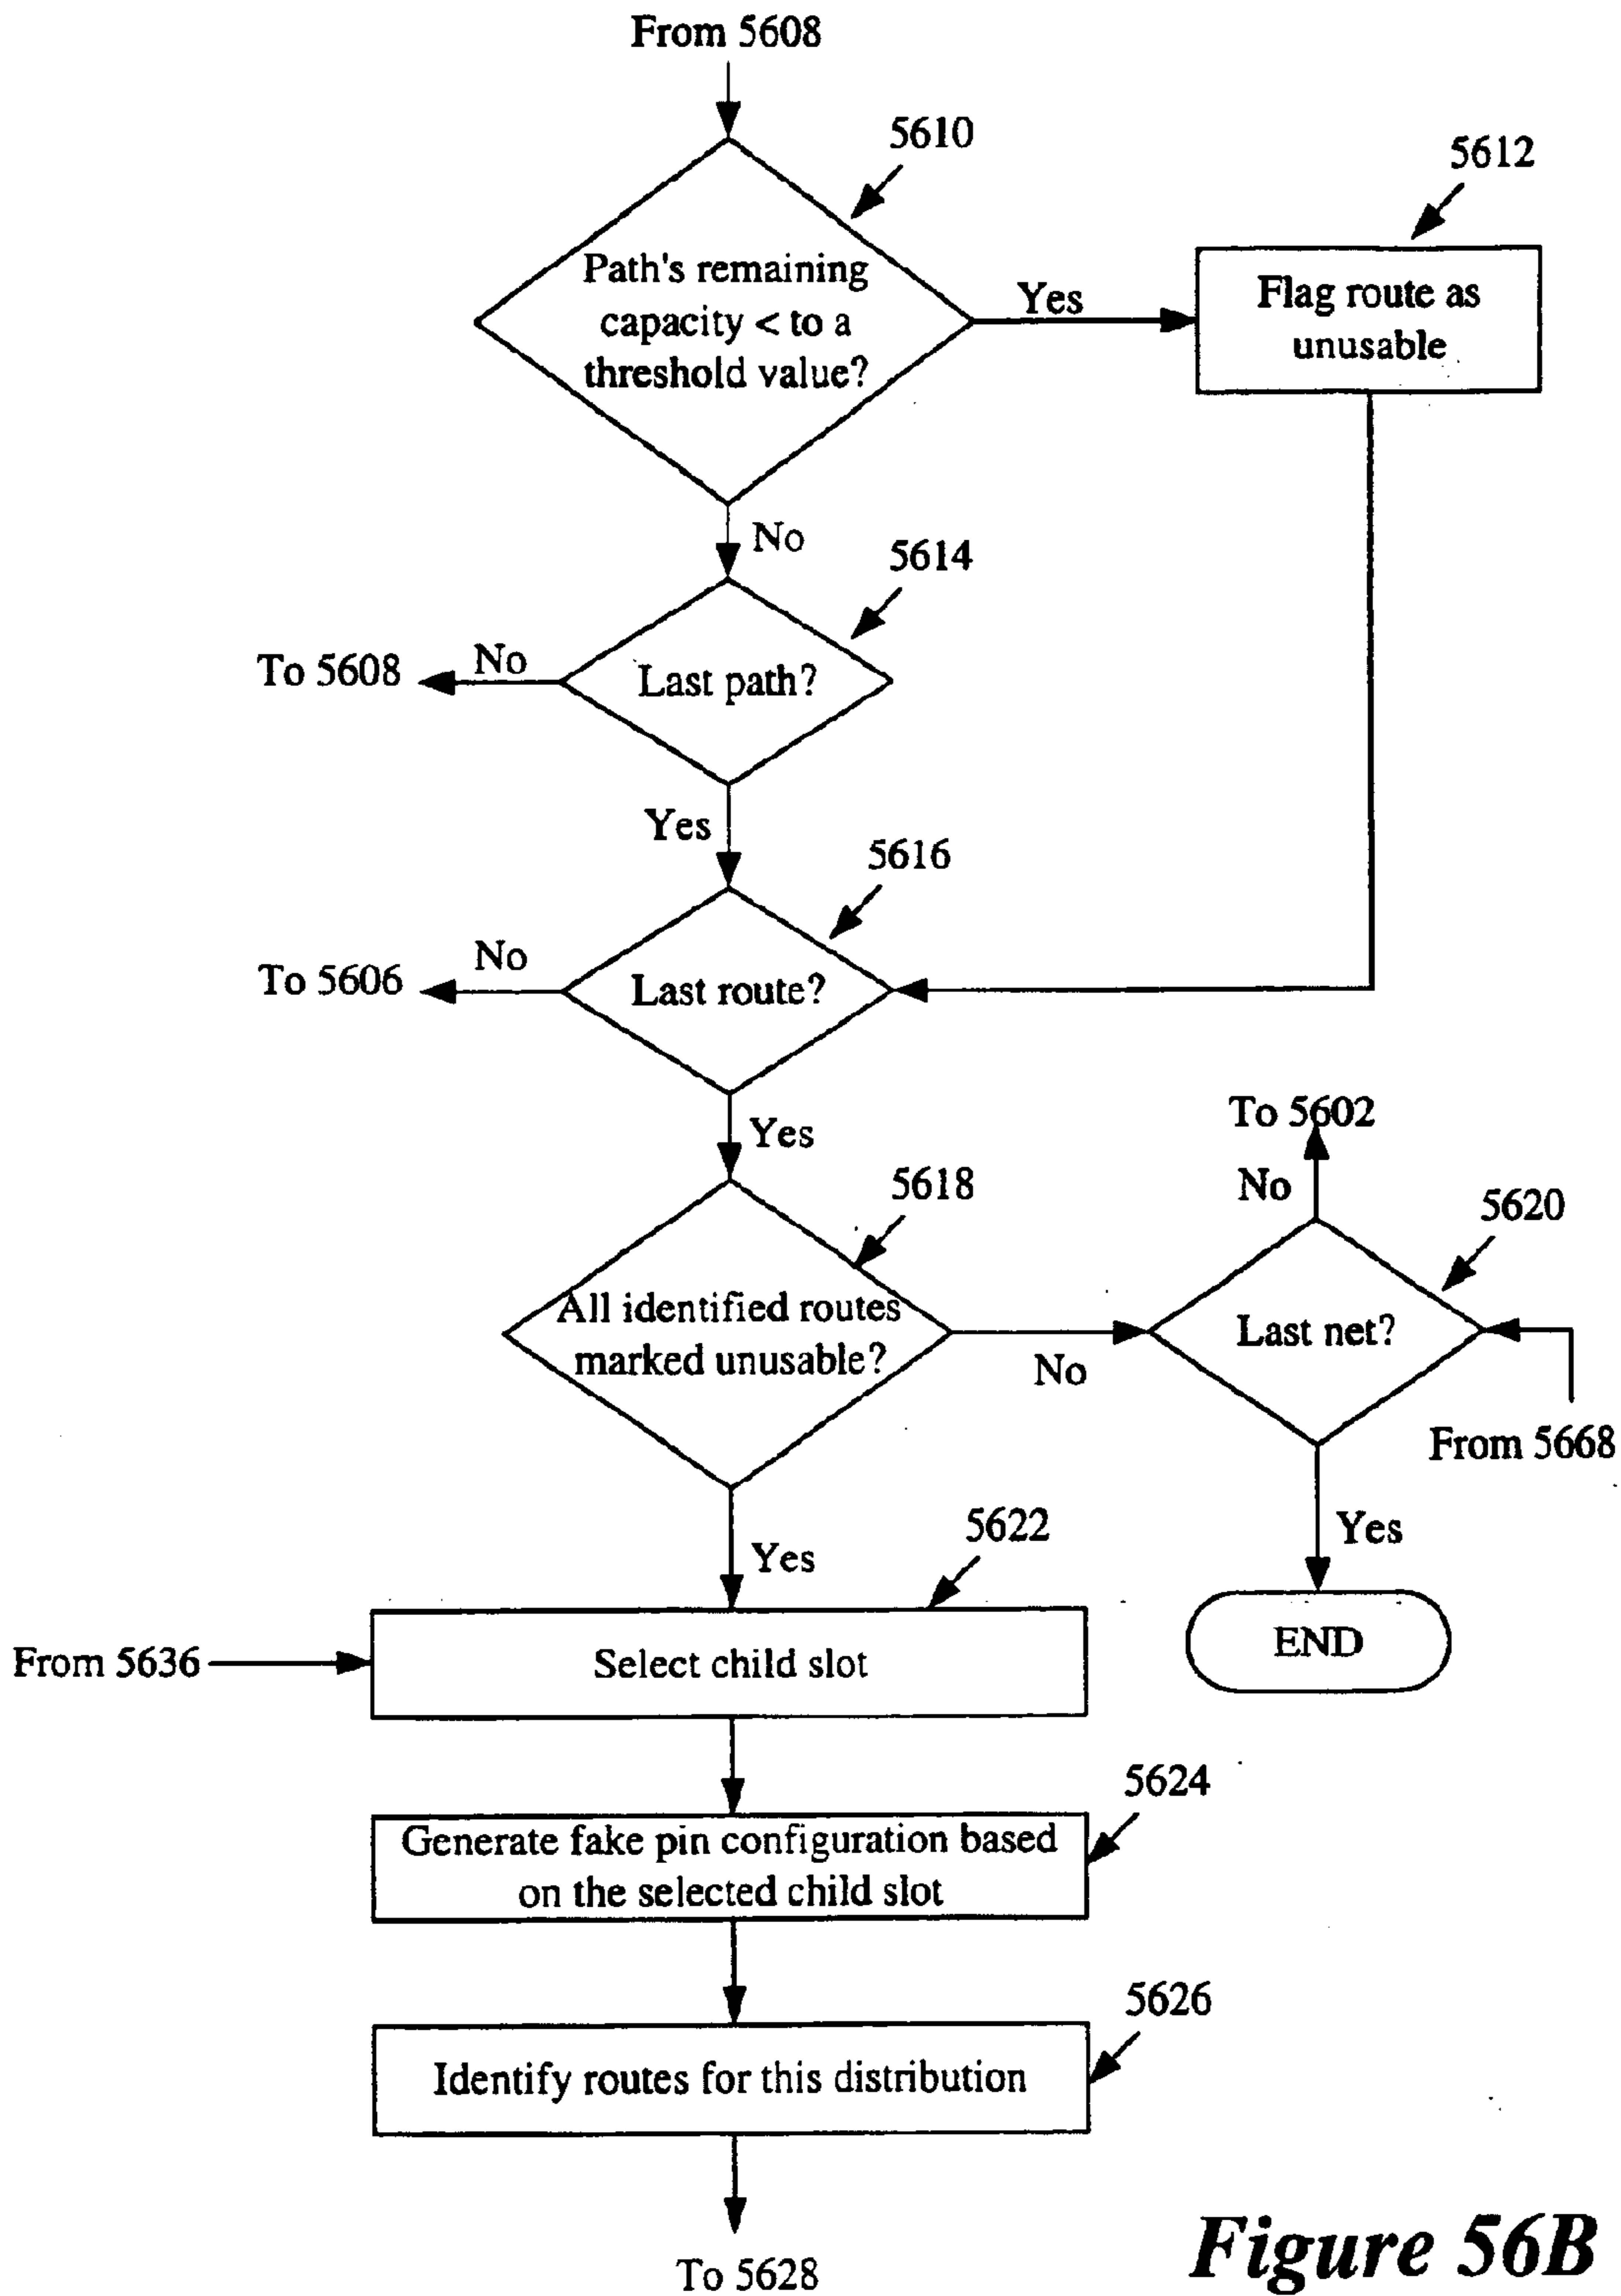 From 5608
5610
5612
Path's remaining
capacity < to a
threshold value?
Yes
Flag route as
unusable
No
5614
To 5608
No
Last path?
Yes
5616
To 5606
No
Last route?
Yes
To 5602
No
5618
5620
All identified routes
marked unusable?
No
Last net?
From 5668
Yes
5622
Yes
From 5636
Select child slot
END
5624
Generate fake pin configuration based
on the selected child slot
5626
Identify routes for this distribution
To 5628
Figure 56B